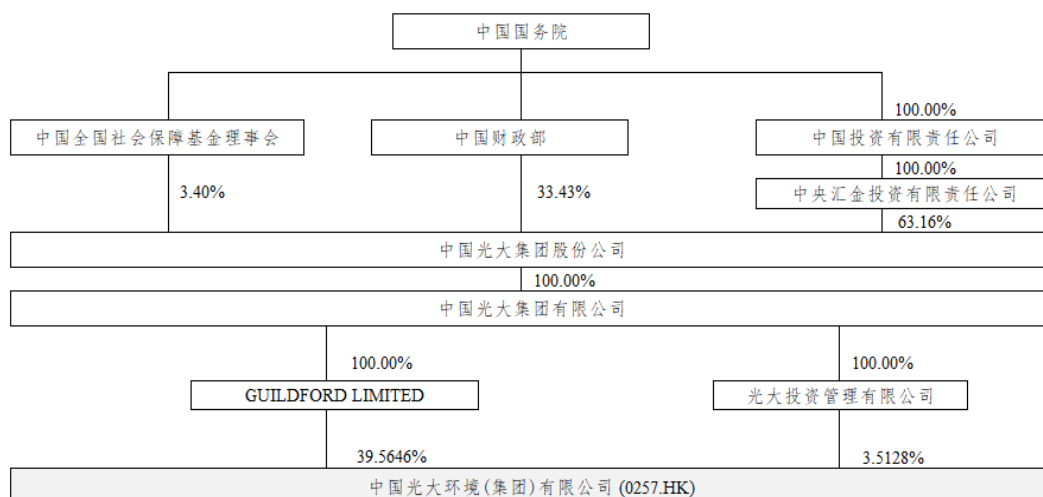 中国国务院
100.00%
中国全国社会保障基金理事会
中国财政部
中国投资有限责任公司
100.00%
3.40%
33.43%
中央汇金投资有限责任公司
63.16%
中国光大集团股份公司
100.00%
中国光大集团有限公司
100.00%
100.00%
GUILDFORD LIMITED
光大投资管理有限公司
39.5646%
3.5128%
中国光大环境(集团)有限公司 (0257.HK)